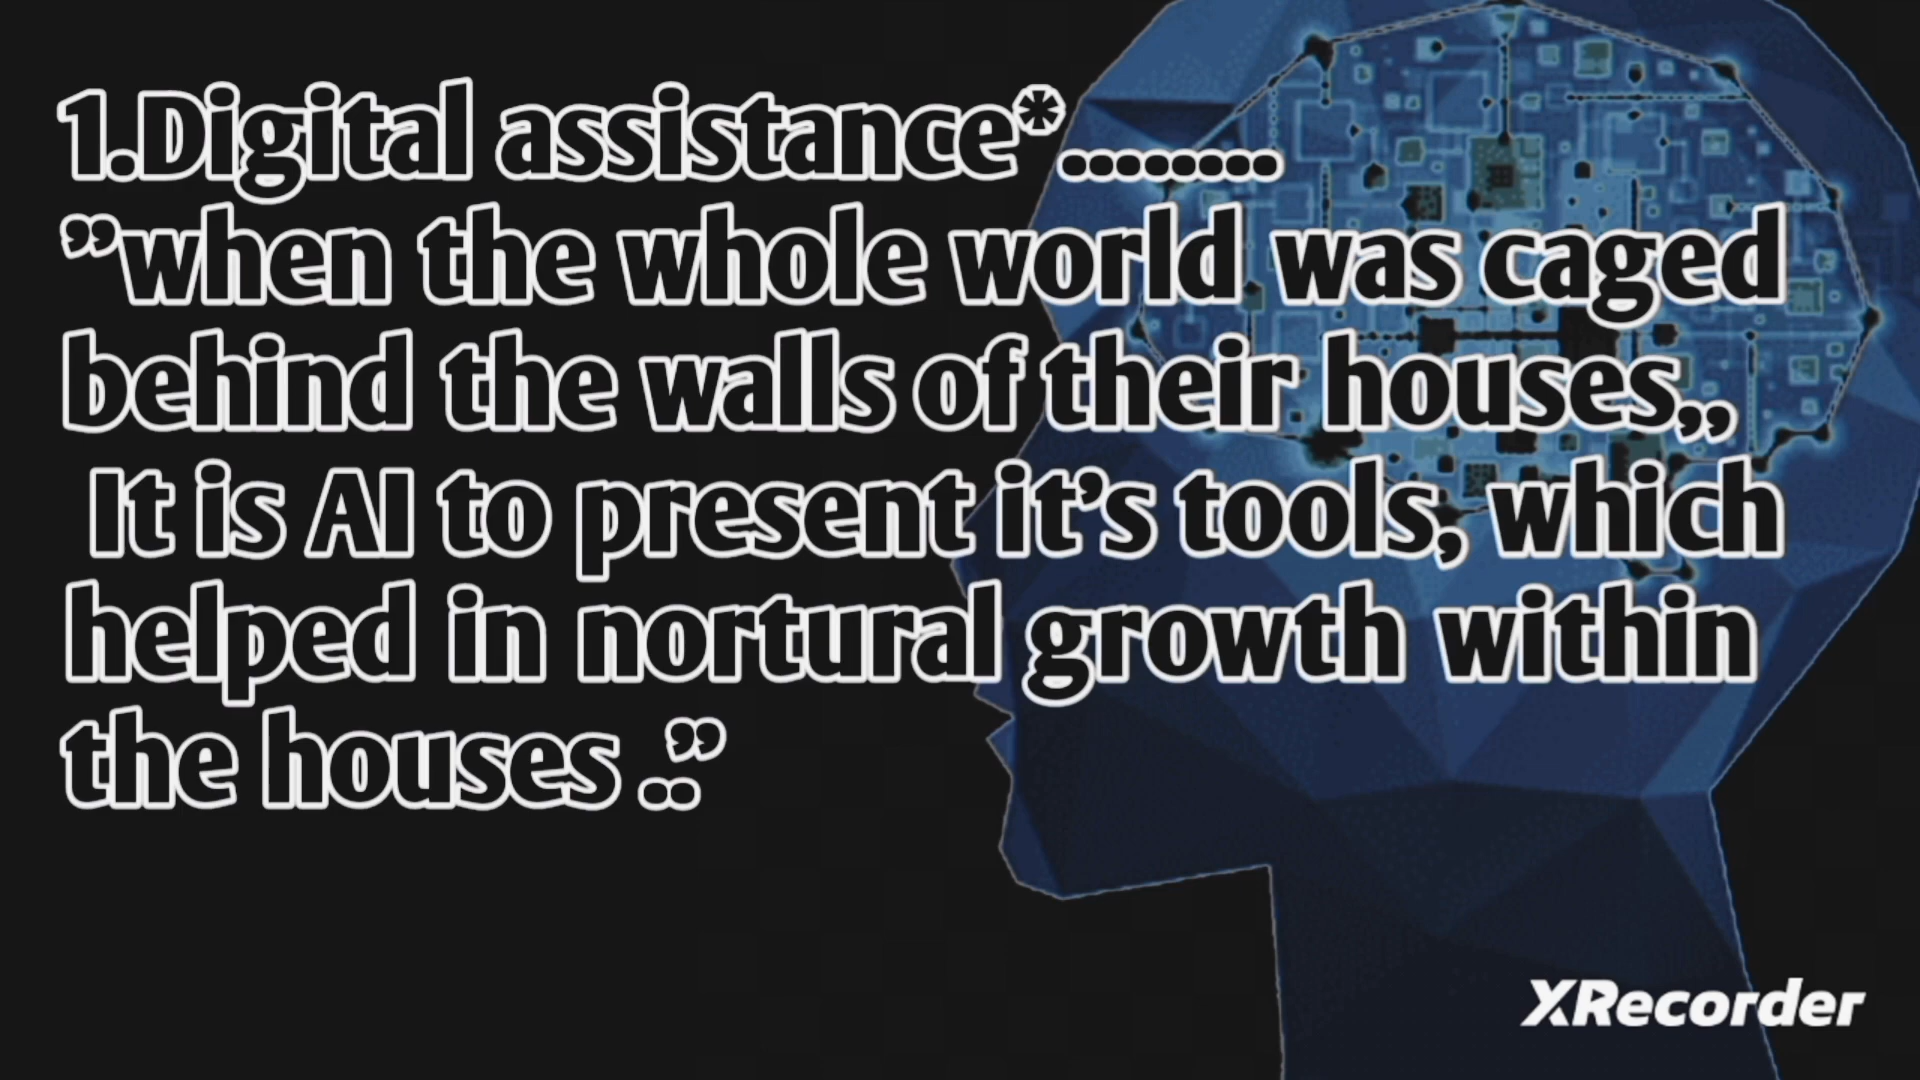 1.Digital assistance*........
”when the whole world was caged
behind the walls of their houses,,
It is AI to present it’s tools, which
helped in nortural growth within
the houses ..”
XRecorder